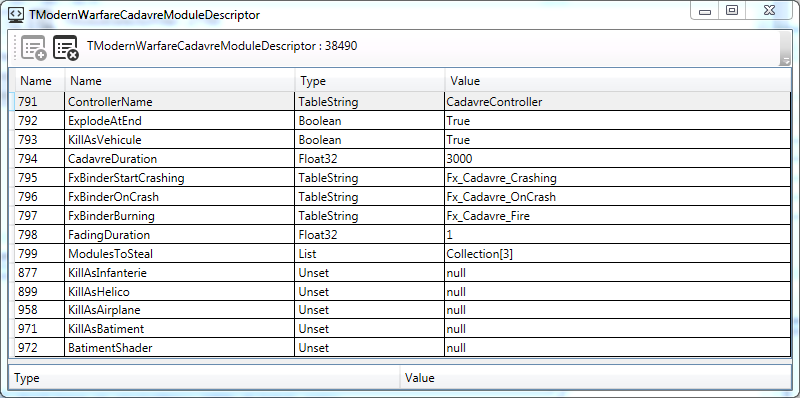 TModernWarfareCadavreModuleDescriptor
TModernWarfareCadavreModuleDescriptor : 38490
Name Name Type Value
791 ControllerName TableString CadavreController
792 ExplodeAtEnd Boolean True
793 KillAsVehicule Boolean True
794 CadavreDuration Float32 3000
795 FxBinderStartCrashing TableString Fx_Cadavre_Crashing
796 FxBinderOnCrash TableString Fx_Cadavre_OnCrash
797 FxBinderBurning TableString Fx_Cadavre_Fire
798 FadingDuration Float32 1
799 ModulesToSteal List Collection[3]
877 KillAsInfanterie Unset null
899 KillAsHelico Unset null
958 KillAsAirplane Unset null
971 KillAsBatiment Unset null
972 BatimentShader Unset null
Type Value